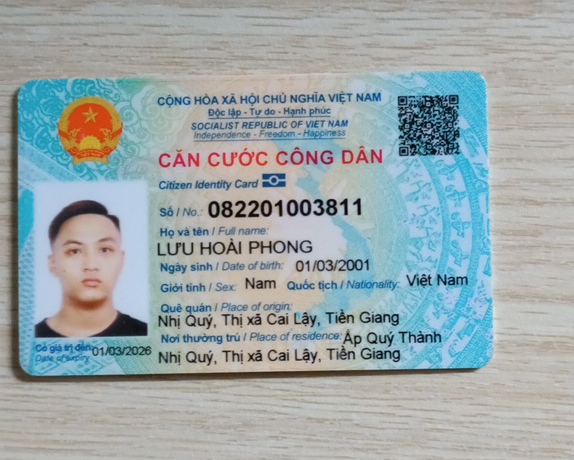 CỘNG HÒA XÃ HỘI CHỦ NGHĨA VIỆT NAM
Độc lập - Tự do - Hạnh phúc
SOCIALIST REPUBLIC OF VIET NAM
Independence - Freedom - Happiness
CĂN CƯỚC CÔNG DÂN
Citizen Identity Card
Số / No.: 082201003811
Họ và tên / Full name:
LƯU HOÀI PHONG
Ngày sinh / Date of birth: 01/03/2001
Giới tính / Sex: Nam Quốc tịch / Nationality: Việt Nam
Quê quán / Place of origin:
Nhị Quý, Thị xã Cai Lậy, Tiền Giang
Nơi thường trú / Place of residence: Ấp Quý Thành
Nhị Quý, Thị xã Cai Lậy, Tiền Giang
Có giá trị đến: 01/03/2026
Date of expiry